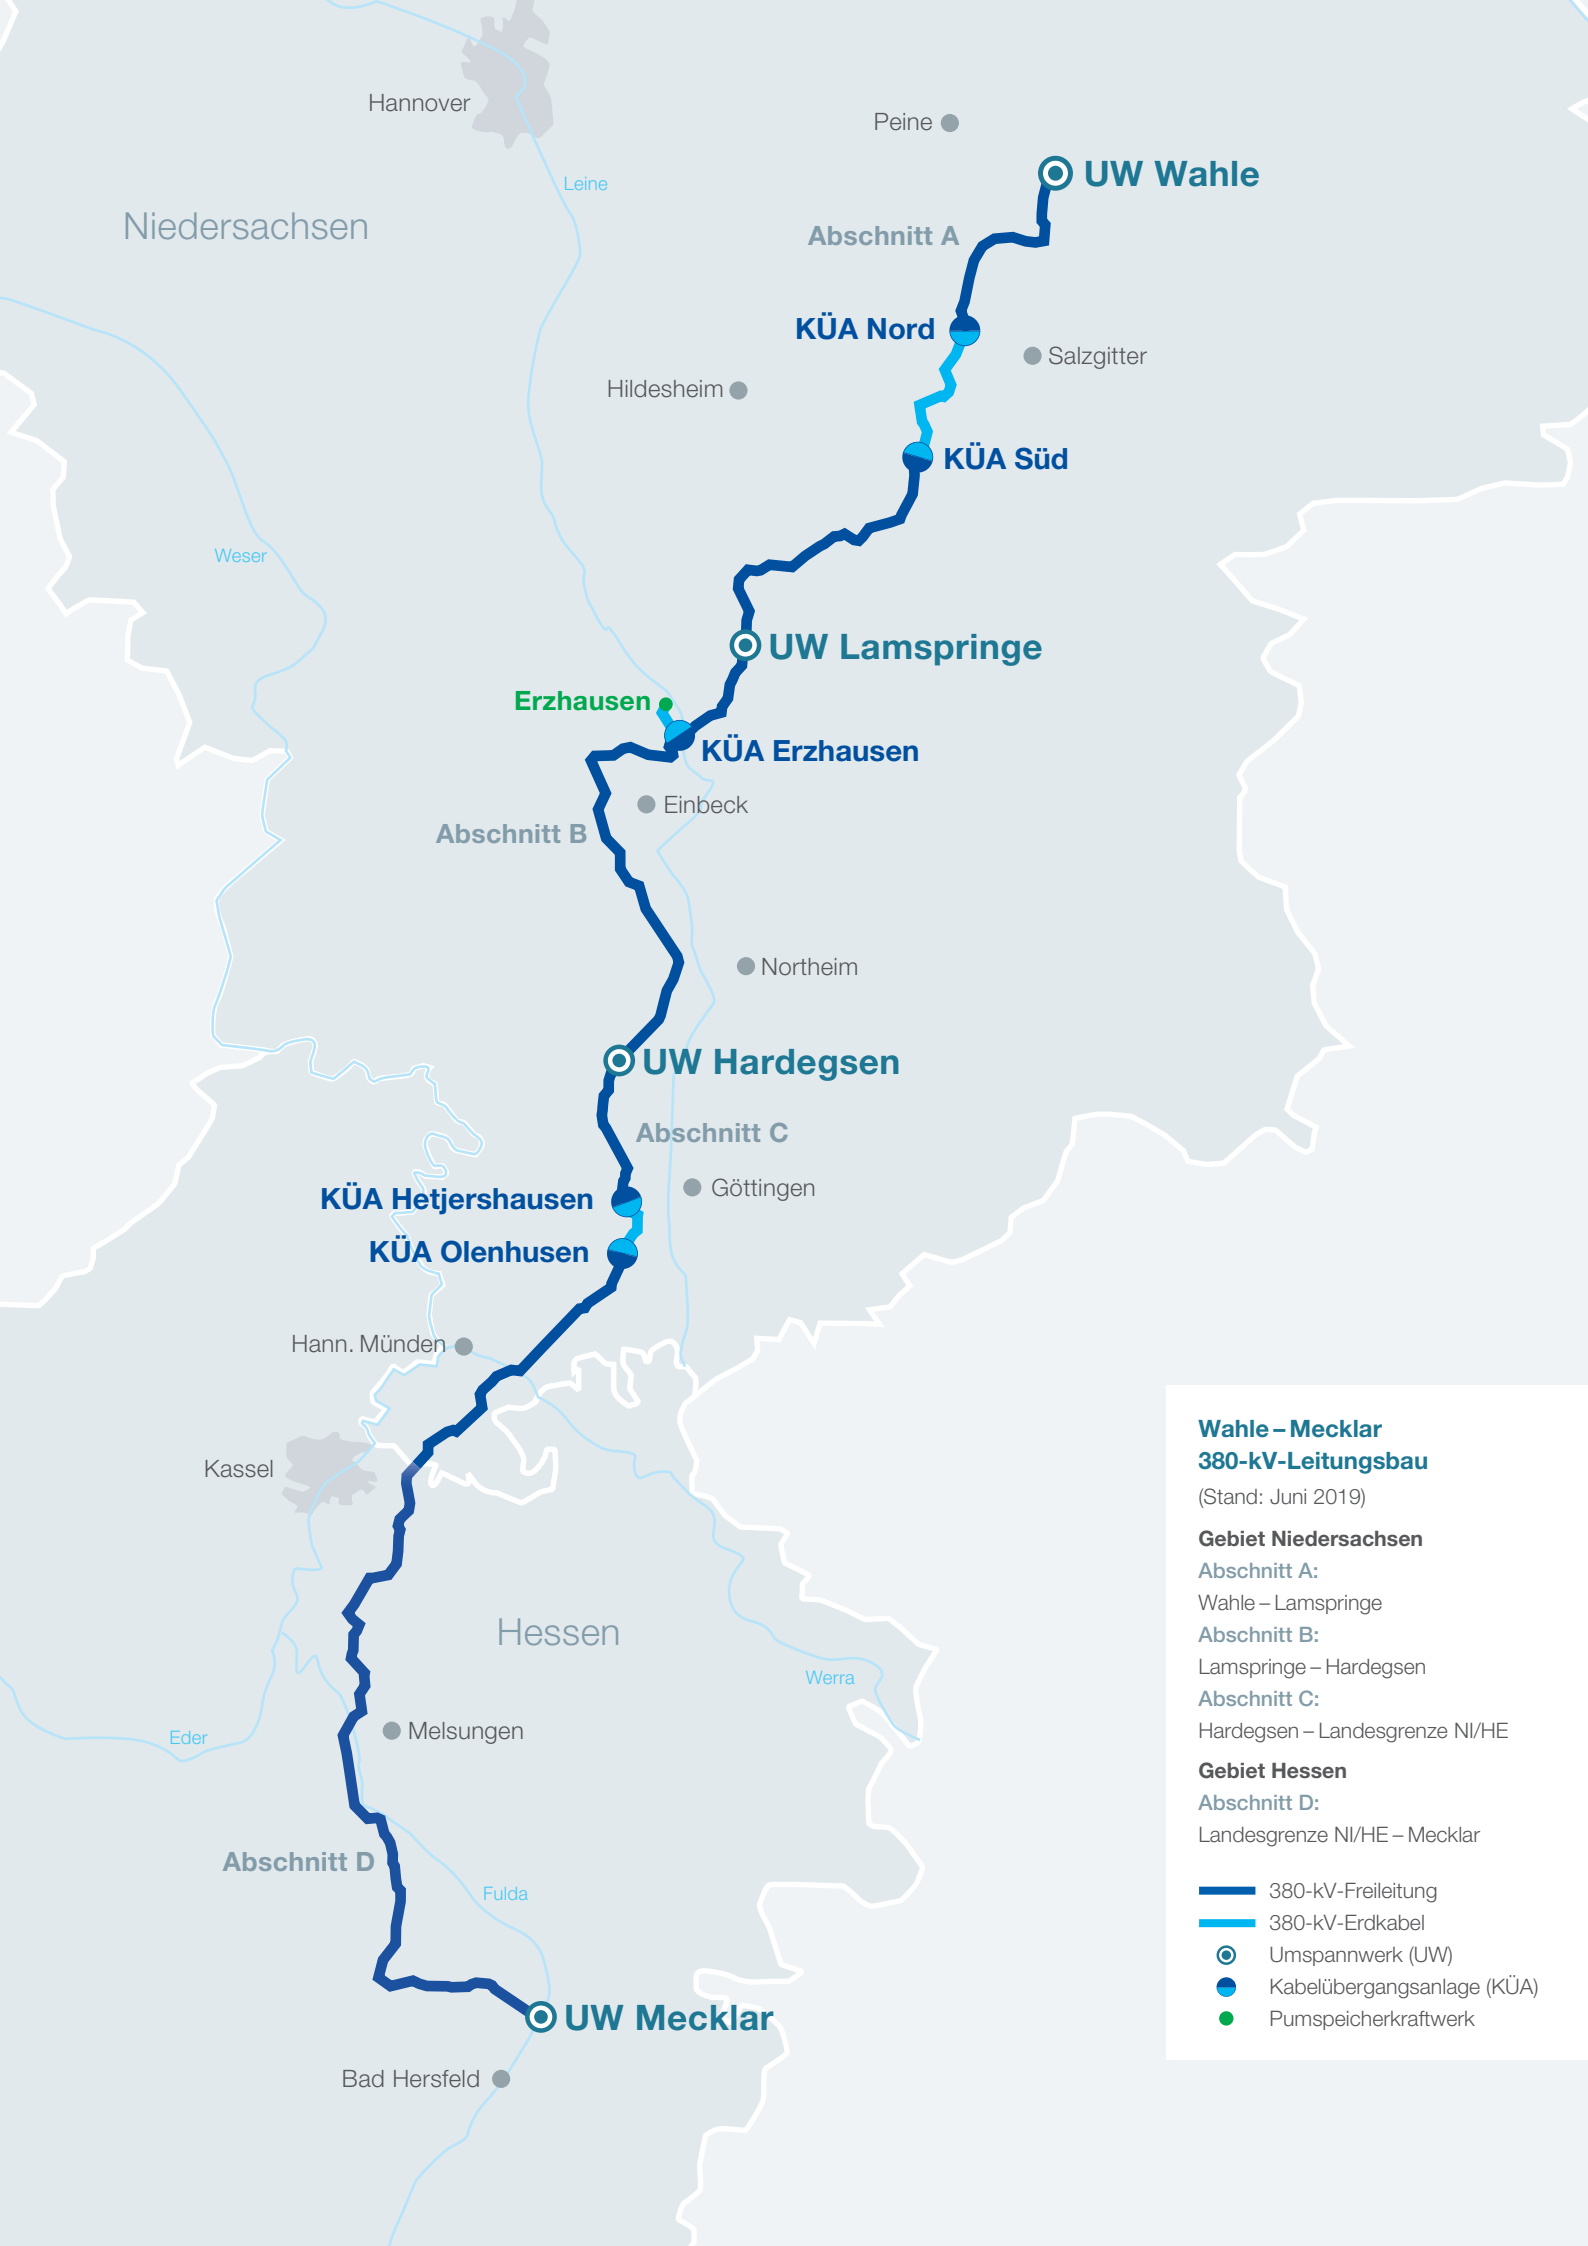 Hannover
Peine
UW Wahle
Leine
Niedersachsen
Abschnitt A
KÜA Nord
Salzgitter
Hildesheim
KÜA Süd
Weser
UW Lamspringe
Erzhausen
KÜA Erzhausen
Einbeck
Abschnitt B
Northeim
UW Hardegsen
Abschnitt C
Göttingen
KÜA Hetjershausen
KÜA Olenhusen
Hann. Münden
Kassel
Hessen
Werra
Melsungen
Eder
Abschnitt D
Fulda
UW Mecklar
Bad Hersfeld
Wahle – Mecklar
380-kV-Leitungsbau
(Stand: Juni 2019)
Gebiet Niedersachsen
Abschnitt A:
Wahle – Lamspringe
Abschnitt B:
Lamspringe – Hardegsen
Abschnitt C:
Hardegsen – Landesgrenze NI/HE
Gebiet Hessen
Abschnitt D:
Landesgrenze NI/HE – Mecklar
380-kV-Freileitung
380-kV-Erdkabel
Umspannwerk (UW)
Kabelübergangsanlage (KÜA)
Pumspeicherkraftwerk